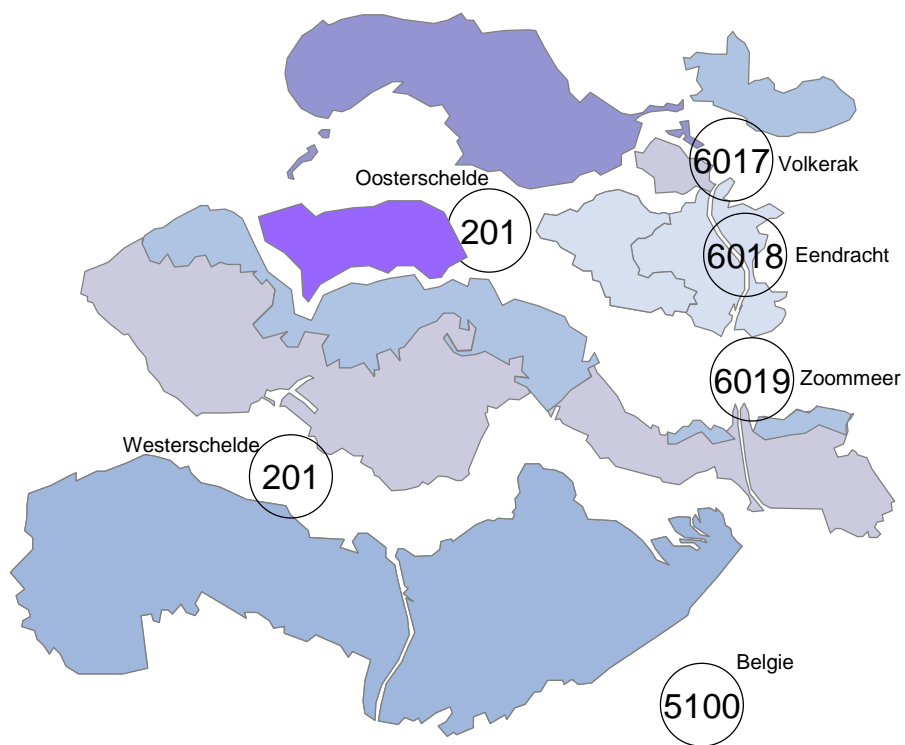 6017 Volkerak
Oosterschelde
201
6018 Eendracht
6019 Zoommeer
Westerschelde
201
Belgie
5100